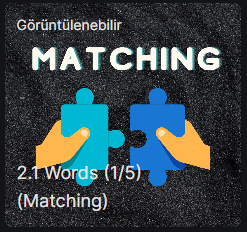 Görüntülenebilir
MATCHING
2.1 Words (1/5)
(Matching)